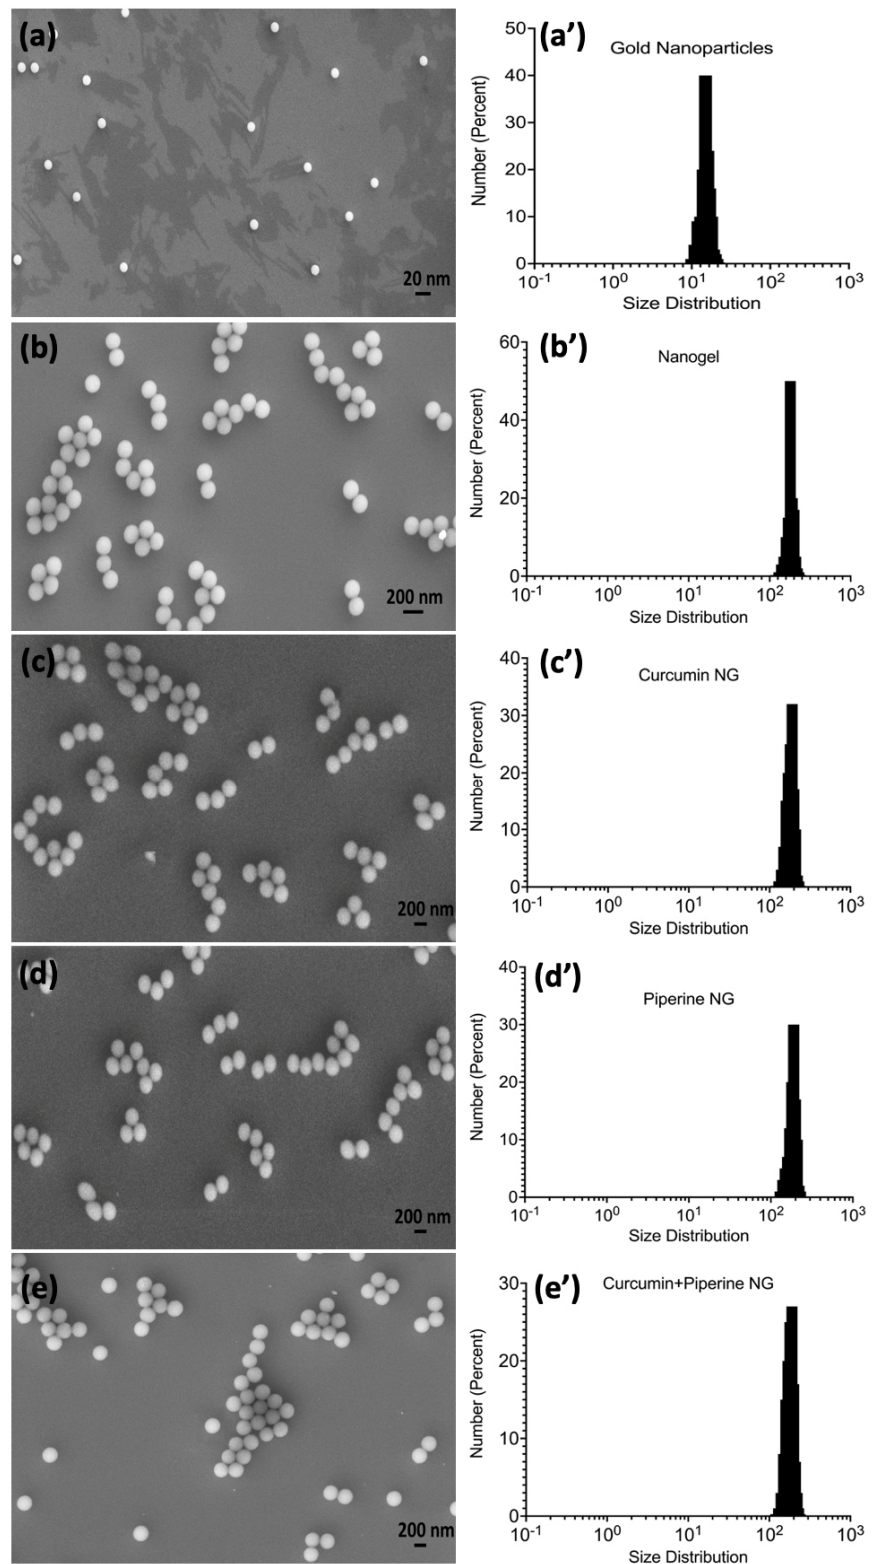 (a)
20 nm
(a’)
Gold Nanoparticles
Number (Percent)
50
40
30
20
10
0
10-1 100 101 102 103
Size Distribution
(b)
200 nm
(b’)
Nanogel
Number (Percent)
60
40
20
0
10-1 100 101 102 103
Size Distribution
(c)
200 nm
(c’)
Curcumin NG
Number (Percent)
40
30
20
10
0
10-1 100 101 102 103
Size Distribution
(d)
200 nm
(d’)
Piperine NG
Number (Percent)
40
30
20
10
0
10-1 100 101 102 103
Size Distribution
(e)
200 nm
(e’)
Curcumin+Piperine NG
Number (Percent)
30
20
10
0
10-1 100 101 102 103
Size Distribution